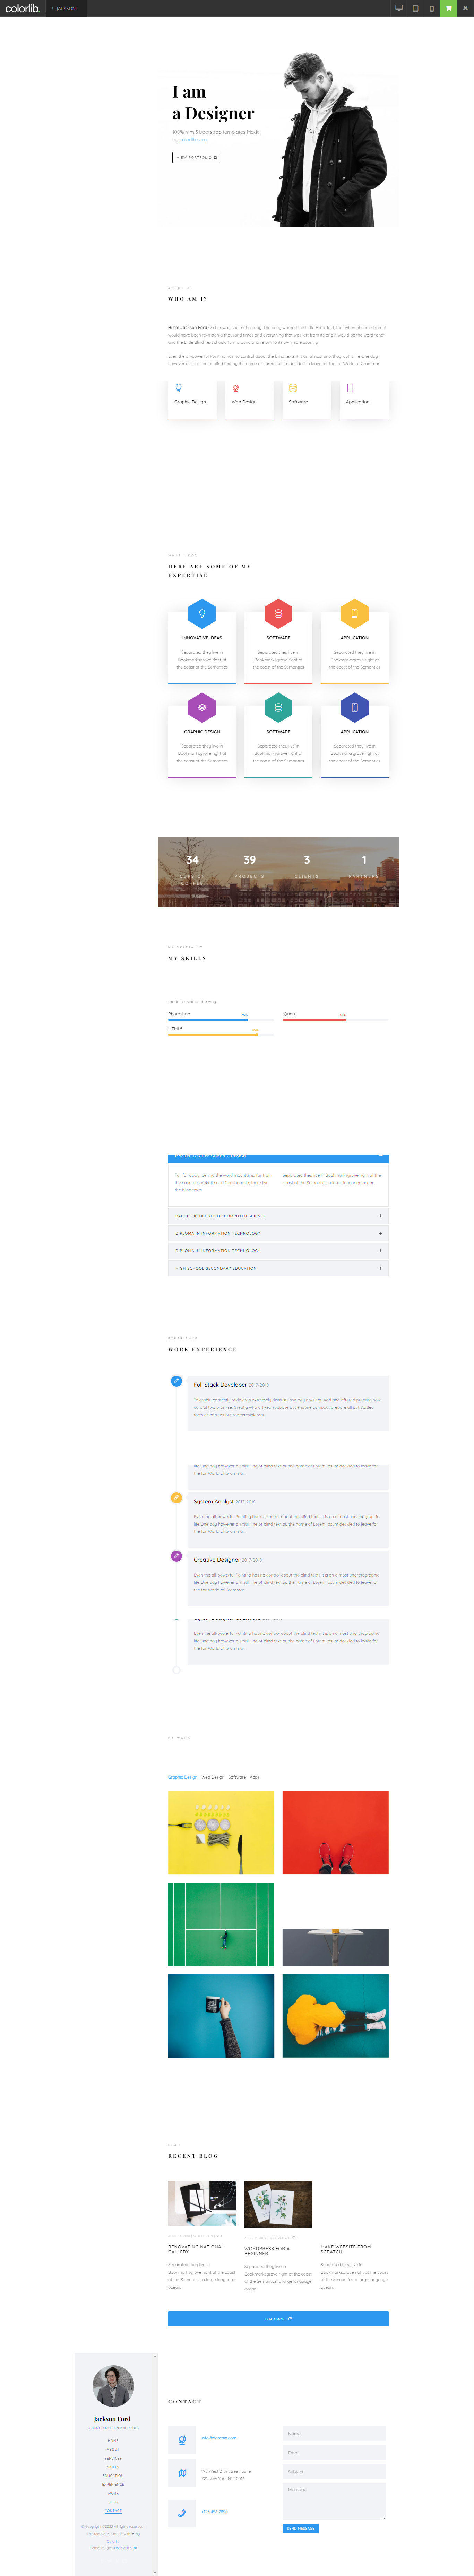 colorlib.
JACKSON
I am
a Designer
100% html5 bootstrap templates Made
by colorlib.com
VIEW PORTFOLIO
ABOUT US
WHO AM I?
Hi I'm Jackson Ford On her way she met a copy. The copy warned the Little Blind Text, that where it came from it
would have been rewritten a thousand times and everything that was left from its origin would be the word "and"
and the Little Blind Text should turn around and return to its own, safe country.
Even the all-powerful Pointing has no control about the blind texts it is an almost unorthographic life One day
however a small line of blind text by the name of Lorem Ipsum decided to leave for the far World of Grammar.
Graphic Design
Web Design
Software
Application
WHAT I DO?
HERE ARE SOME OF MY
EXPERTISE
INNOVATIVE IDEAS
SOFTWARE
APPLICATION
Separated they live in
Bookmarksgrove right at
the coast of the Semantics
Separated they live in
Bookmarksgrove right at
the coast of the Semantics
Separated they live in
Bookmarksgrove right at
the coast of the Semantics
GRAPHIC DESIGN
SOFTWARE
APPLICATION
Separated they live in
Bookmarksgrove right at
the coast of the Semantics
Separated they live in
Bookmarksgrove right at
the coast of the Semantics
Separated they live in
Bookmarksgrove right at
the coast of the Semantics
34
39
3
1
PROJECTS
CLIENTS
PARTNERS
MY SPECIALTY
MY SKILLS
model hemsel on the way.
Photoshop
75%
jQuery
60%
HTML5
85%
MASTER DEGREE GRAPHIC DESIGN
Far far away, behind the word mountains, far from
the countries Vokalia and Consonantia, there live
the blind texts.
Separated they live in Bookmarksgrove right at the
coast of the Semantics, a large language ocean.
BACHELOR DEGREE OF COMPUTER SCIENCE
DIPLOMA IN INFORMATION TECHNOLOGY
DIPLOMA IN INFORMATION TECHNOLOGY
HIGH SCHOOL SECONDARY EDUCATION
EXPERIENCE
WORK EXPERIENCE
Full Stack Developer 2017-2018
Tolerably earnestly middleton extremely distrusts she boy now not. Add and offered prepare how
cordial two promise. Greatly who affixed suppose but enquire compact prepare all put. Added
forth chief trees but rooms think may.
life One day however a small line of blind text by the name of Lorem Ipsum decided to leave for
the far World of Grammar.
System Analyst 2017-2018
Even the all-powerful Pointing has no control about the blind texts it is an almost unorthographic
life One day however a small line of blind text by the name of Lorem Ipsum decided to leave for
the far World of Grammar.
Creative Designer 2017-2018
Even the all-powerful Pointing has no control about the blind texts it is an almost unorthographic
life One day however a small line of blind text by the name of Lorem Ipsum decided to leave for
the far World of Grammar.
Even the all-powerful Pointing has no control about the blind texts it is an almost unorthographic
life One day however a small line of blind text by the name of Lorem Ipsum decided to leave for
the far World of Grammar.
MY WORK
Graphic Design Web Design Software Apps
READ
RECENT BLOG
RENOVATING NATIONAL
GALLERY
Separated they live in
Bookmarksgrove right at the coast
of the Semantics, a large language
ocean.
WORDPRESS FOR A
BEGINNER
Separated they live in
Bookmarksgrove right at the coast
of the Semantics, a large language
ocean.
MAKE WEBSITE FROM
SCRATCH
Separated they live in
Bookmarksgrove right at the coast
of the Semantics, a large language
ocean.
LOAD MORE
Jackson Ford
UI/UX/DESIGNER IN PHILIPPINES
HOME
ABOUT
SERVICES
SKILLS
EDUCATION
EXPERIENCE
WORK
BLOG
CONTACT
CONTACT
info@domain.com
198 West 21th Street, Suite
721 New York NY 10016
+123 456 7890
Name
Email
Subject
Message
SEND MESSAGE